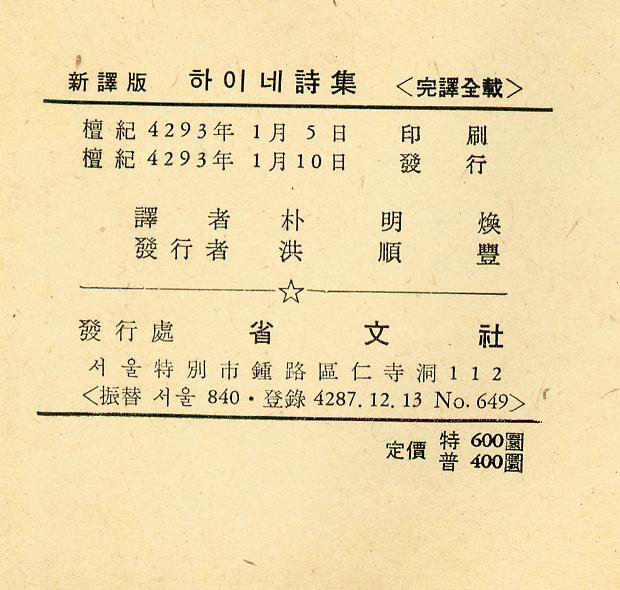 新譯版 하이네詩集 <完譯全載>
檀紀 4293年 1月 5日 印刷
檀紀 4293年 1月10日 發行
譯者 朴明煥
發行者 洪順豐
發行處 省文社
서울特別市鍾路區仁寺洞112
<振替 서울 840・登錄 4287.12.13 No.649>
定價 特 600圜
普 400圜